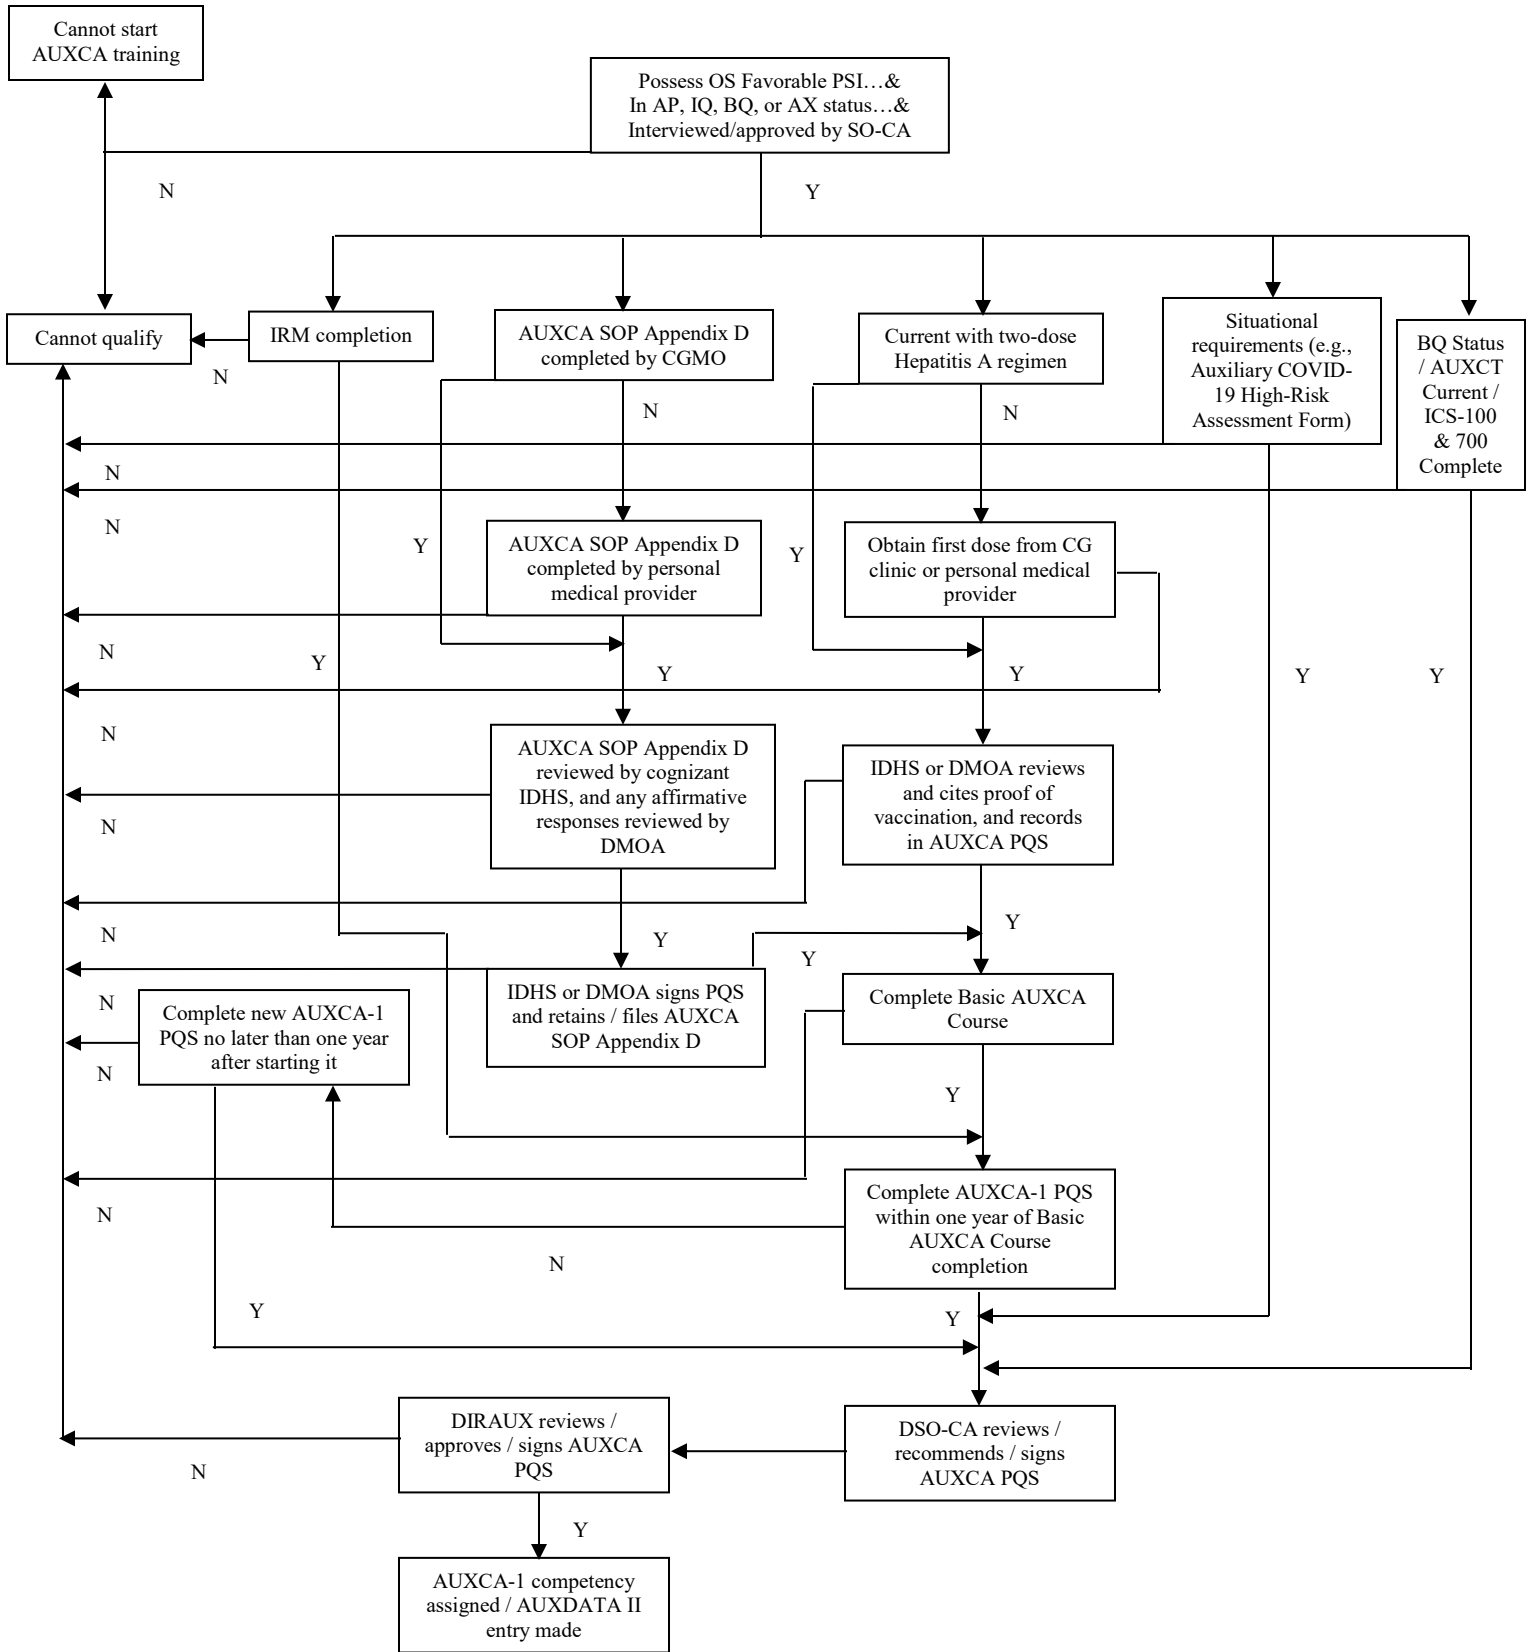 Cannot start
AUXCA training
Possess OS Favorable PSI…&
In AP, IQ, BQ, or AX status…&
Interviewed/approved by SO-CA
N
Y
Cannot qualify
IRM completion
N
AUXCA SOP Appendix D
completed by CGMO
N
Current with two-dose
Hepatitis A regimen
N
Situational
requirements (e.g.,
Auxiliary COVID-
19 High-Risk
Assessment Form)
BQ Status
/ AUXCT
Current /
ICS-100
& 700
Complete
N
N
Y
AUXCA SOP Appendix D
completed by personal
medical provider
Y
Obtain first dose from CG
clinic or personal medical
provider
N
Y
Y
Y
Y
Y
N
AUXCA SOP Appendix D
reviewed by cognizant
IDHS, and any affirmative
responses reviewed by
DMOA
IDHS or DMOA reviews
and cites proof of
vaccination, and records
in AUXCA PQS
N
N
Y
Y
Y
N
Complete new AUXCA-1
PQS no later than one year
after starting it
IDHS or DMOA signs PQS
and retains / files AUXCA
SOP Appendix D
Complete Basic AUXCA
Course
N
Y
N
Complete AUXCA-1 PQS
within one year of Basic
AUXCA Course
completion
N
Y
Y
DIRAUX reviews /
approves / signs AUXCA
PQS
DSO-CA reviews /
recommends / signs
AUXCA PQS
N
Y
AUXCA-1 competency
assigned / AUXDATA II
entry made